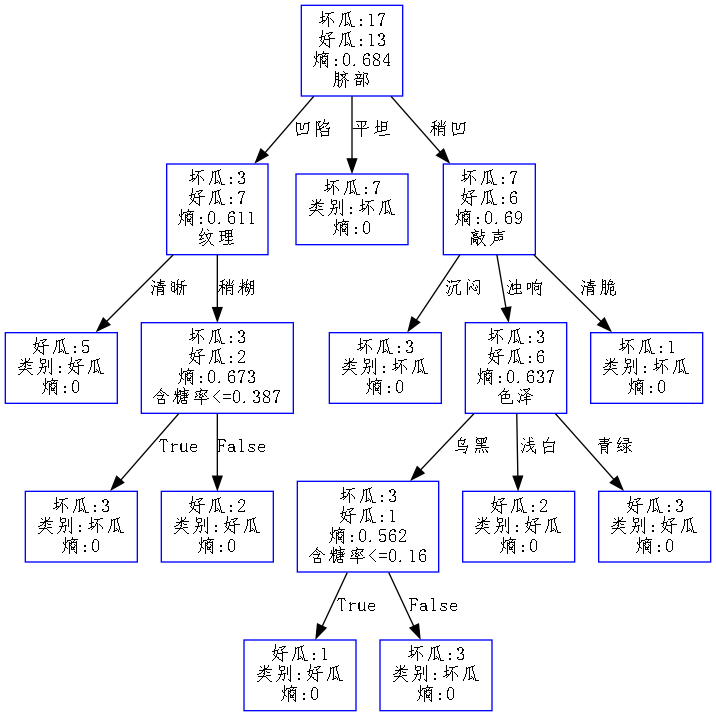 坏瓜:17
好瓜:13
熵:0.684
脐部
凹陷
平坦
稍凹
坏瓜:3
好瓜:7
熵:0.611
纹理
坏瓜:7
类别:坏瓜
熵:0
坏瓜:7
好瓜:6
熵:0.69
敲声
清晰
稍糊
沉闷
浊响
清脆
好瓜:5
类别:好瓜
熵:0
坏瓜:3
好瓜:2
熵:0.673
含糖率<=0.387
坏瓜:3
类别:坏瓜
熵:0
坏瓜:3
好瓜:6
熵:0.637
色泽
坏瓜:1
类别:坏瓜
熵:0
True
False
乌黑
浅白
青绿
坏瓜:3
类别:坏瓜
熵:0
好瓜:2
类别:好瓜
熵:0
坏瓜:3
好瓜:1
熵:0.562
含糖率<=0.16
好瓜:2
类别:好瓜
熵:0
好瓜:3
类别:好瓜
熵:0
True
False
好瓜:1
类别:好瓜
熵:0
坏瓜:3
类别:坏瓜
熵:0